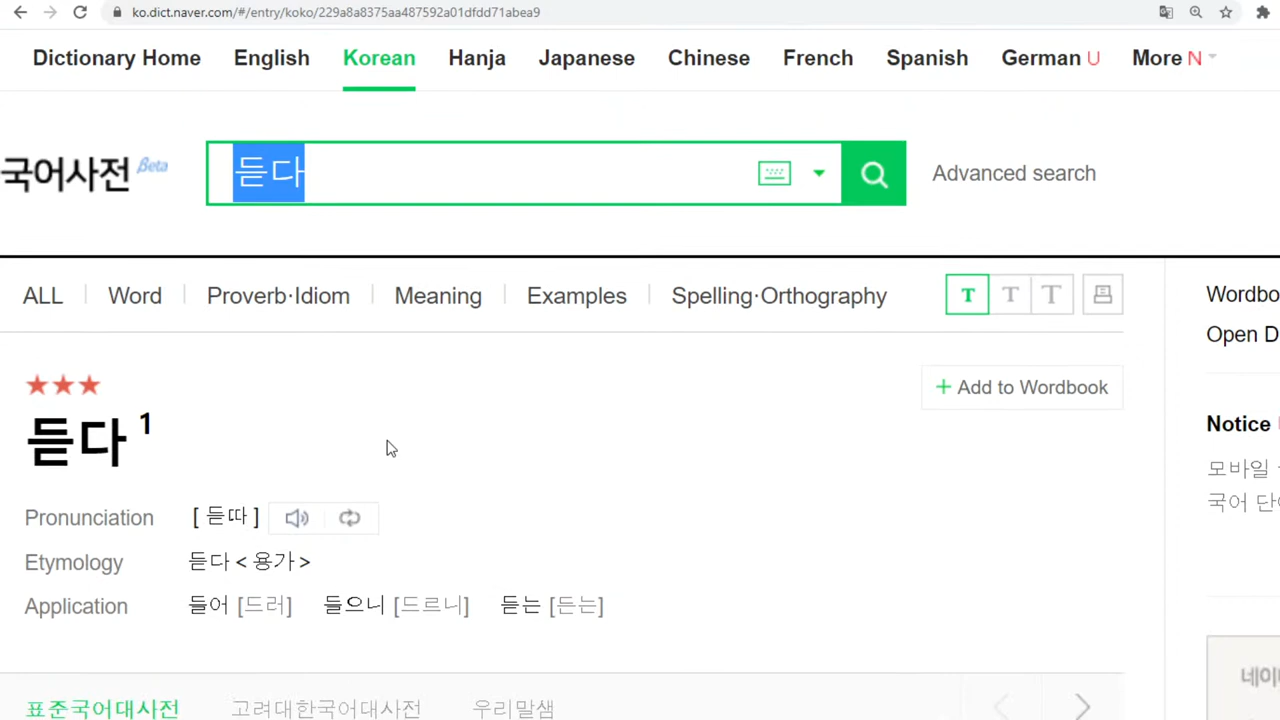 ko.dict.naver.com/#/entry/koko/229a8a8375aa487592a01dfdd71abea9
Dictionary Home English Korean Hanja Japanese Chinese French Spanish German U More N
국어사전 Beta 듣다 Advanced search
ALL Word Proverb·Idiom Meaning Examples Spelling·Orthography T T T
Wordbo
Open D
★★★
+ Add to Wordbook
듣다 1
Notice
모바일
국어 단어
Pronunciation [ 듣따 ]
Etymology 듣다 < 용가 >
Application 들어 [드러] 들으니 [드르니] 듣는 [든는]
표준국어대사전 고려대한국어대사전 우리말샘